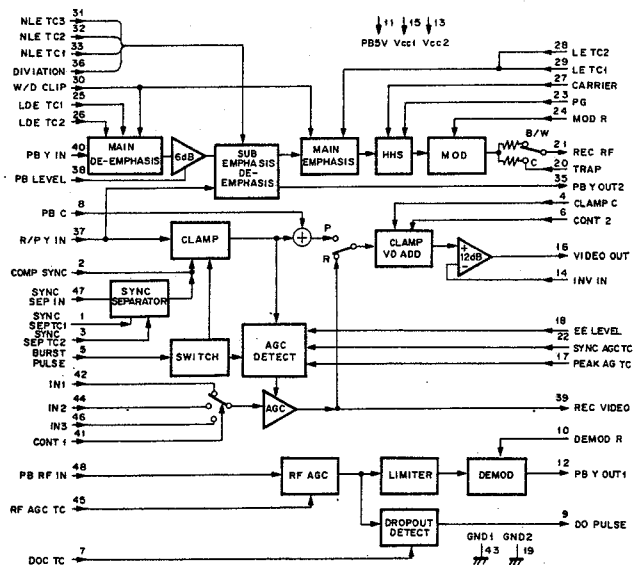 NLE TC3 31
NLE TC2 32
NLE TC1 33
DIVIATION 36
W/D CLIP 30
LDE TC1 25
LDE TC2 26
PB Y IN 40
PB LEVEL 38
PB C 8
R/P Y IN 37
COMP SYNC 2
SYNC SEP IN 47
SYNC SEPTC1 1
SYNC SEPTC2 3
BURST PULSE 5
IN1 42
IN2 44
IN3 46
CONT 1 41
PB RF IN 48
RF AGC TC 45
DOC TC 7
11 15 13
PB5V Vcc1 Vcc2
MAIN DE-EMPHASIS
6dB
SUB EMPHASIS DE-EMPHASIS
MAIN EMPHASIS
HHS
MOD
B/W
C
CLAMP
P
R
CLAMP VD ADD
+ 12dB −
SYNC SEPARATOR
SWITCH
AGC DETECT
AGC
RF AGC
LIMITER
DEMOD
DROPOUT DETECT
28 LE TC2
29 LE TC1
27 CARRIER
23 PG
24 MOD R
21 REC RF
20 TRAP
35 PB Y OUT2
4 CLAMP C
6 CONT 2
16 VIDEO OUT
14 INV IN
18 EE LEVEL
22 SYNC AGC TC
17 PEAK AG TC
39 REC VIDEO
10 DEMOD R
12 PB Y OUT1
9 DO PULSE
GND1 GND2
43 19